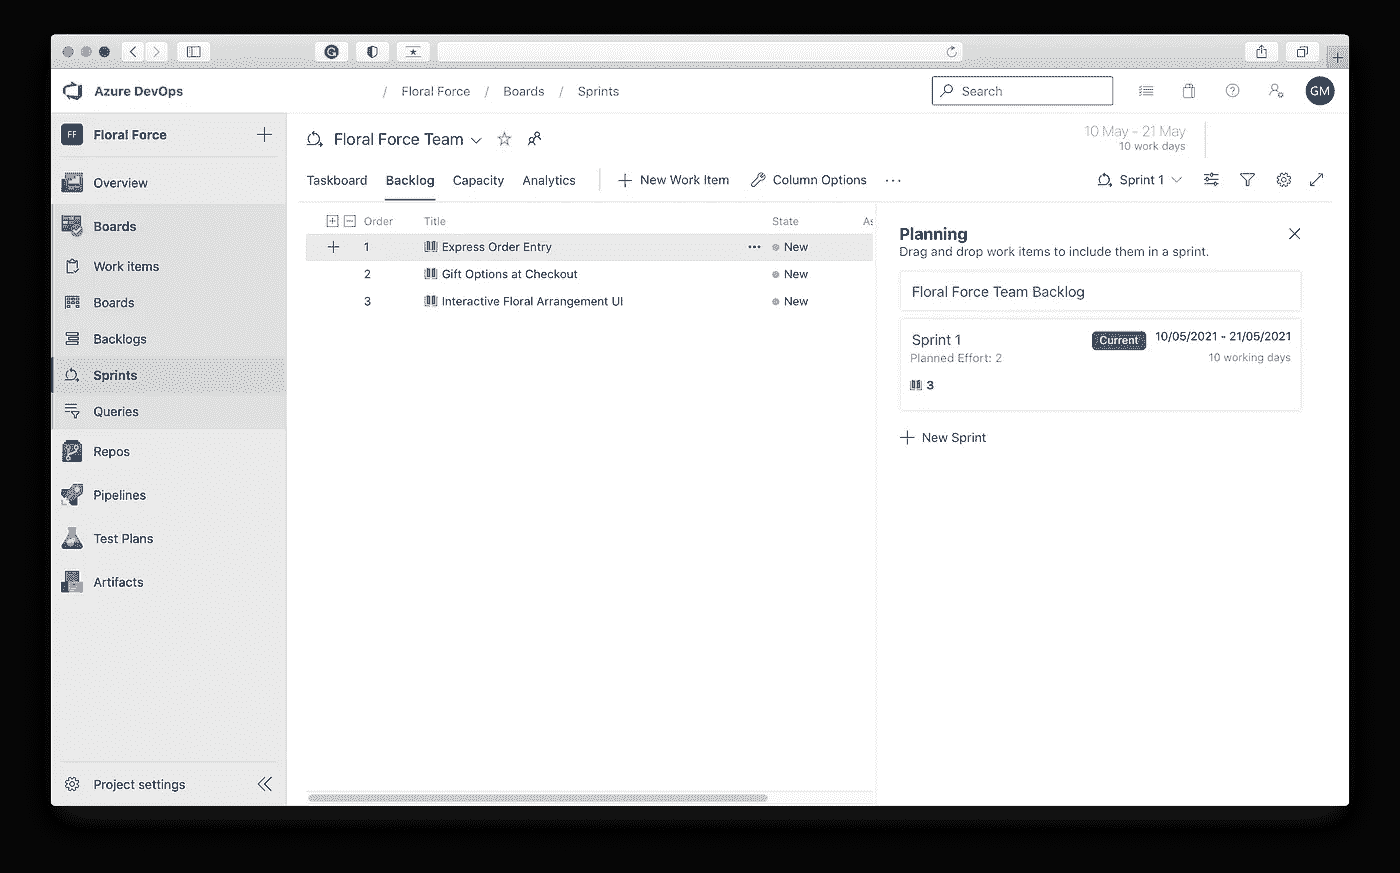 Azure DevOps / Floral Force / Boards / Sprints Search GM
FF Floral Force
Overview
Boards
Work items
Boards
Backlogs
Sprints
Queries
Repos
Pipelines
Test Plans
Artifacts
Project settings
Floral Force Team
10 May - 21 May
10 work days
Taskboard Backlog Capacity Analytics New Work Item Column Options Sprint 1
Order Title State
1 Express Order Entry New
2 Gift Options at Checkout New
3 Interactive Floral Arrangement UI New
Planning
Drag and drop work items to include them in a sprint.
Floral Force Team Backlog
Sprint 1 Current 10/05/2021 - 21/05/2021
Planned Effort: 2 10 working days
3
New Sprint